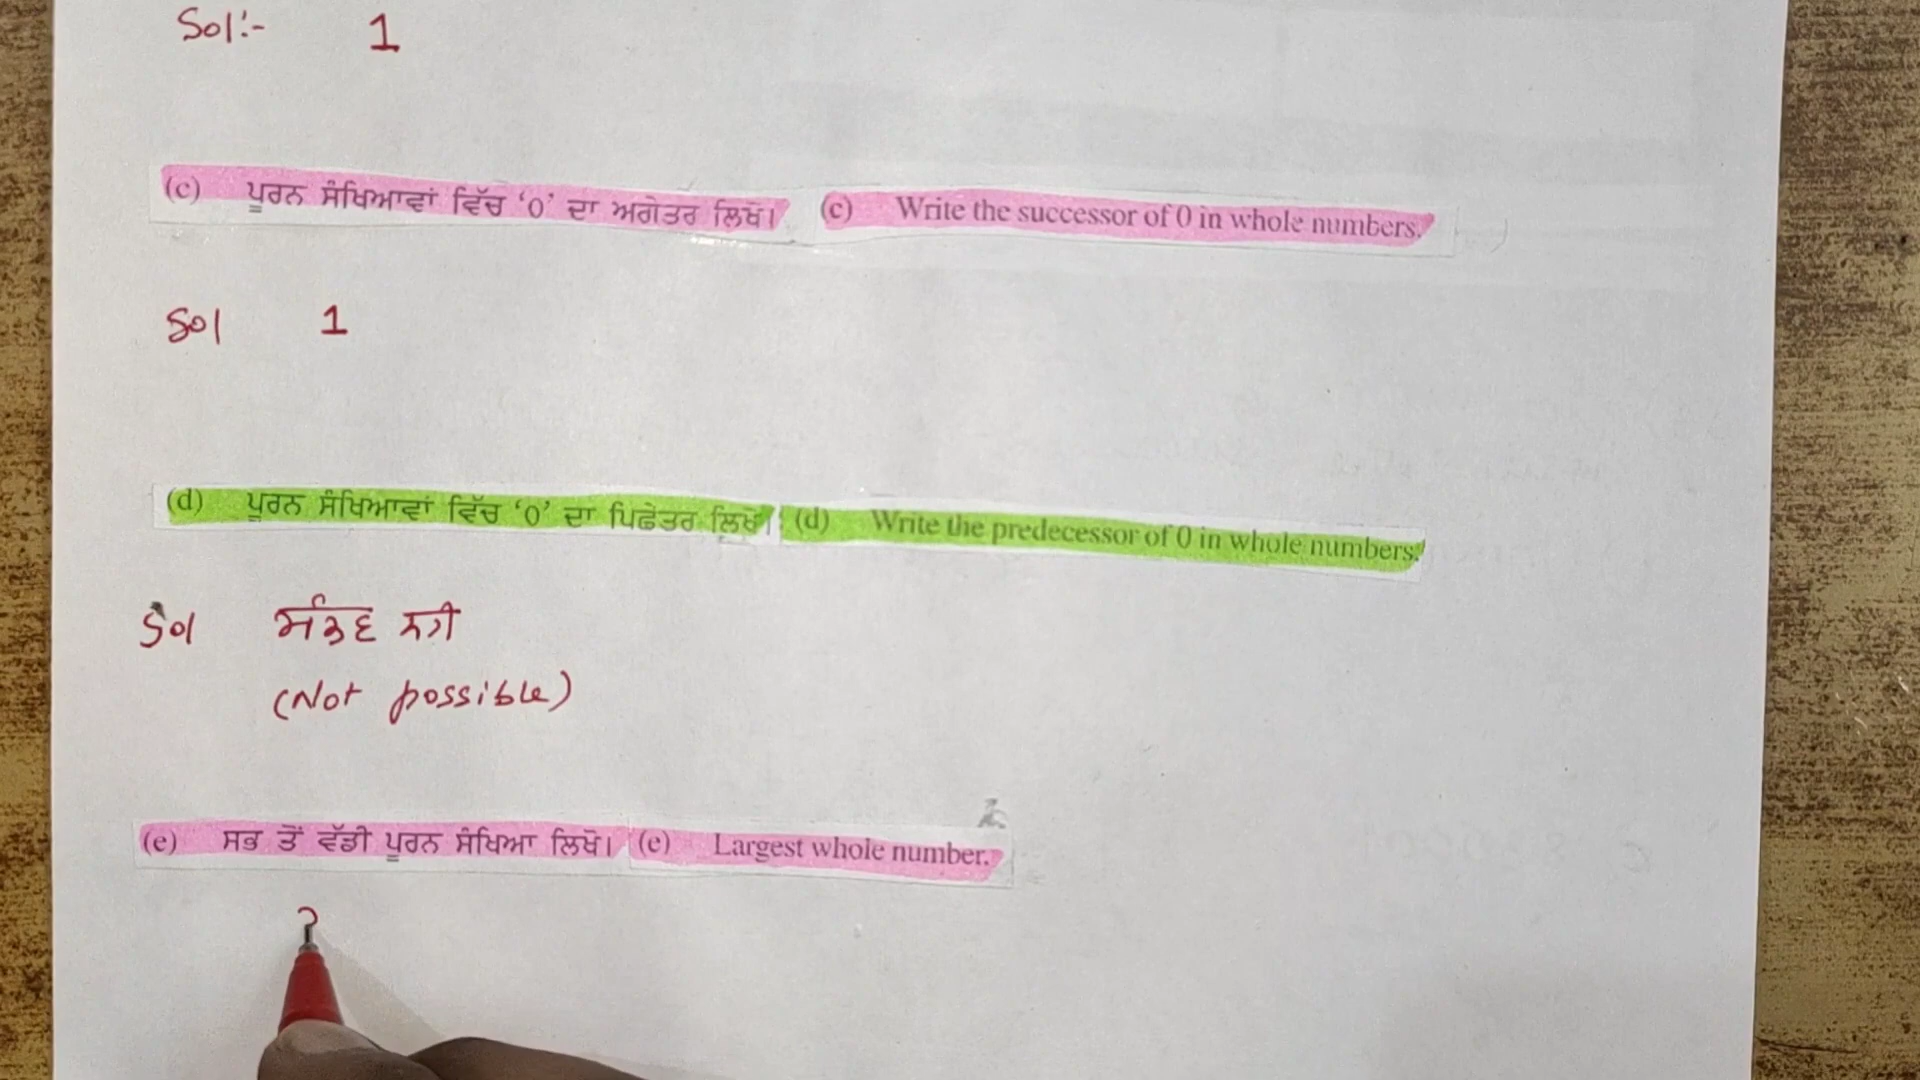 Sol:- 1
(c) ਪੂਰਨ ਸੰਖਿਆਵਾਂ ਵਿੱਚ ‘0’ ਦਾ ਅਗੇਤਰ ਲਿਖੋ। (c) Write the successor of 0 in whole numbers.
Sol 1
(d) ਪੂਰਨ ਸੰਖਿਆਵਾਂ ਵਿੱਚ ‘0’ ਦਾ ਪਿਛੇਤਰ ਲਿਖੋ। (d) Write the predecessor of 0 in whole numbers.
Sol ਸੰਭਵ ਨਹੀ
(Not possible)
(e) ਸਭ ਤੋਂ ਵੱਡੀ ਪੂਰਨ ਸੰਖਿਆ ਲਿਖੋ। (e) Largest whole number.